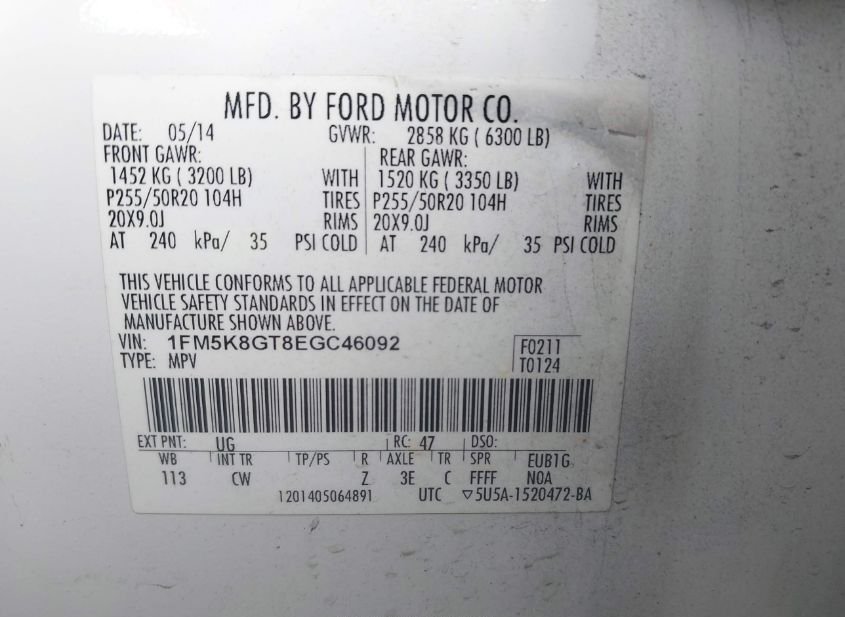 MFD. BY FORD MOTOR CO.
DATE: 05/14 GVWR: 2858 KG ( 6300 LB)
FRONT GAWR: REAR GAWR:
1452 KG ( 3200 LB) WITH 1520 KG ( 3350 LB) WITH
P255/50R20 104H TIRES P255/50R20 104H TIRES
20X9.0J RIMS 20X9.0J RIMS
AT 240 kPa/ 35 PSI COLD AT 240 kPa/ 35 PSI COLD
THIS VEHICLE CONFORMS TO ALL APPLICABLE FEDERAL MOTOR
VEHICLE SAFETY STANDARDS IN EFFECT ON THE DATE OF
MANUFACTURE SHOWN ABOVE.
VIN: 1FM5K8GT8EGC46092 F0211
TYPE: MPV T0124
EXT PNT: UG RC: 47 DSO:
WB INT TR TP/PS R AXLE TR SPR EUB1G
113 CW Z 3E C FFFF NOA
1201405064891 UTC ▽5U5A-1520472-BA